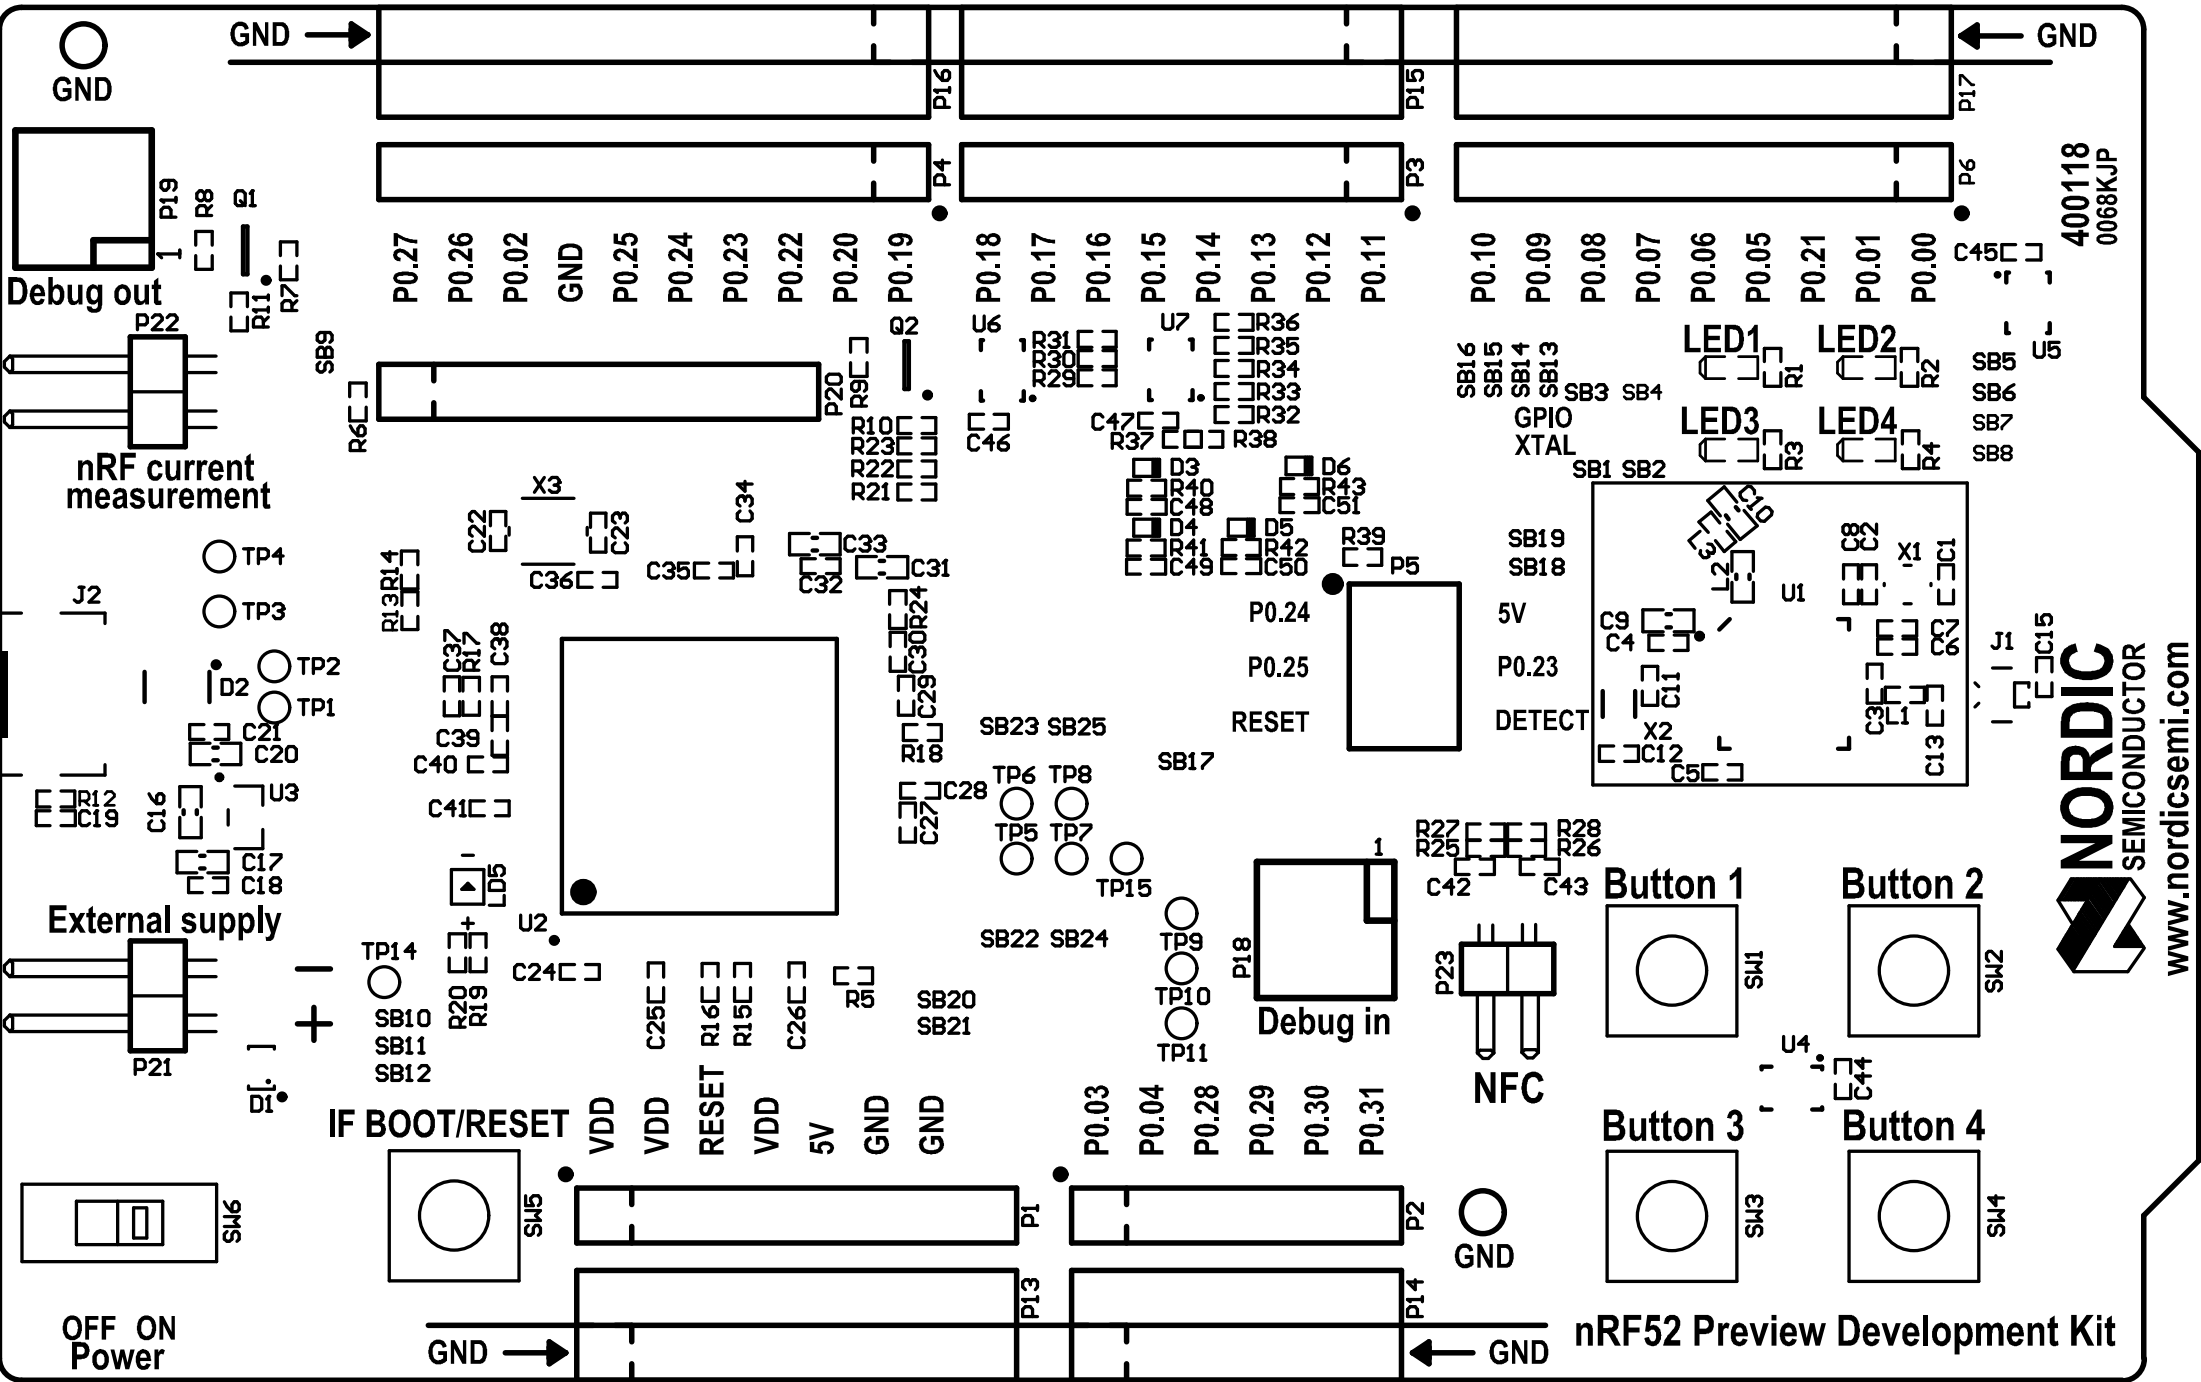 GND
GND
GND
P16
P15
P17
P4
P3
P6
400118
0068KJP
P19
1
R8
Q1
R11
R7
Debug out
P0.27
P0.26
P0.02
GND
P0.25
P0.24
P0.23
P0.22
P0.20
P0.19
P0.18
P0.17
P0.16
P0.15
P0.14
P0.13
P0.12
P0.11
P0.10
P0.09
P0.08
P0.07
P0.06
P0.05
P0.21
P0.01
P0.00
C45
U5
P22
SB9
R6
P20
R9
Q2
U6
R31
R30
R29
U7
R36
R35
R34
R33
R32
C46
C47
R37
R38
R10
R23
R22
R21
SB16
SB15
SB14
SB13
SB3
SB4
GPIO
XTAL
SB1
SB2
LED1
R1
LED2
R2
LED3
R3
LED4
R4
SB5
SB6
SB7
SB8
nRF current
measurement
X3
C22
C23
C34
C33
C32
C31
C35
C36
D3
R40
C48
D4
R41
C49
D6
R43
C51
D5
R42
C50
R39
P5
SB19
SB18
C10
L3
L2
U1
C8
C2
X1
C1
C9
C4
C7
C6
C11
C3
L1
C13
X2
C12
C5
J1
C15
TP4
TP3
TP2
TP1
J2
D2
R14
R13
C37
R17
C38
C39
C40
C41
R24
C30
C29
R18
C28
C27
P0.24
P0.25
RESET
5V
P0.23
DETECT
SB23
SB25
SB17
TP6
TP8
TP5
TP7
TP15
C21
C20
U3
C16
R12
C19
C17
C18
LD5
-
+
U2
External supply
TP14
SB10
SB11
SB12
P21
D1
R20
R19
C24
C25
R16
R15
C26
R5
SB20
SB21
SB22
SB24
TP9
TP10
TP11
P18
1
Debug in
R27
R25
R28
R26
C42
C43
P23
NFC
Button 1
SW1
Button 2
SW2
U4
C44
Button 3
SW3
Button 4
SW4
NORDIC
SEMICONDUCTOR
www.nordicsemi.com
IF BOOT/RESET
SW5
VDD
VDD
RESET
VDD
5V
GND
GND
P0.03
P0.04
P0.28
P0.29
P0.30
P0.31
SW6
OFF ON
Power
P1
P2
P13
P14
GND
GND
GND
nRF52 Preview Development Kit